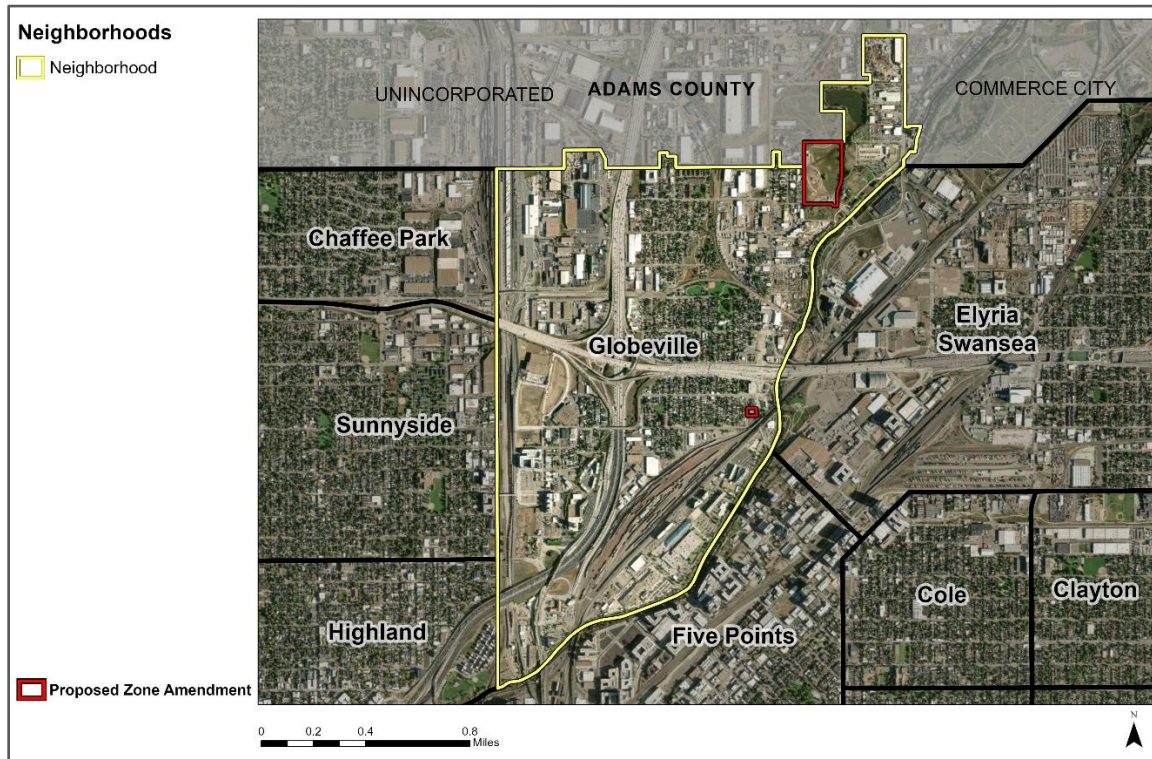 Neighborhoods
Neighborhood
UNINCORPORATED
ADAMS COUNTY
COMMERCE CITY
Chaffee Park
Globeville
Elyria
Swansea
Sunnyside
Highland
Five Points
Cole
Clayton
Proposed Zone Amendment
0 0.2 0.4 0.8
Miles
N